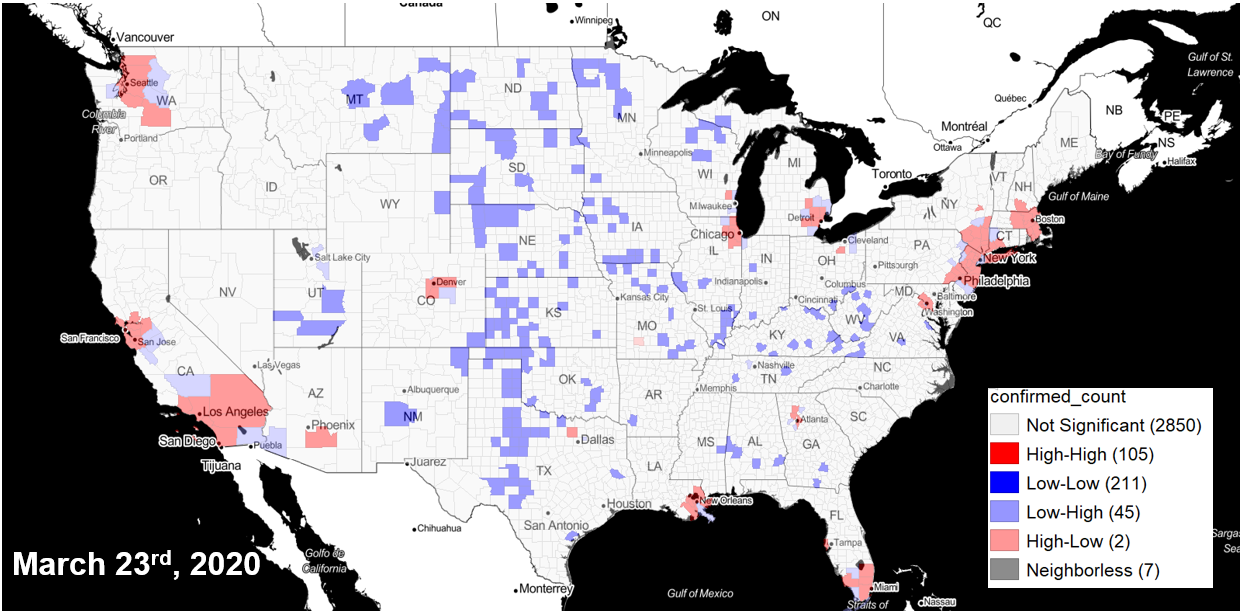 Canada
Winnipeg
ON
QC
Vancouver
Gulf of St.
Lawrence
Seattle
WA
MT
ND
MN
Québec
NB
PE
Columbia
River
Portland
Montréal
Ottawa
ME
Bay of Fundy
NS
Halifax
Minneapolis
WI
MI
Toronto
VT
NH
OR
ID
SD
WY
NY
Gulf of Maine
Milwaukee
Detroit
Boston
IA
Chicago
Cleveland
CT
NE
IL
IN
OH
PA
New York
Salt Lake City
Pittsburgh
Denver
Indianapolis
Columbus
Philadelphia
NV
UT
CO
Kansas City
Cincinnati
MD
Baltimore
Washington
KS
St. Louis
WV
San Francisco
San Jose
MO
KY
VA
CA
Las Vegas
Nashville
NC
TN
AZ
Albuquerque
OK
AR
Memphis
Charlotte
Los Angeles
NM
SC
Phoenix
Atlanta
San Diego
Puebla
Dallas
MS
AL
GA
Tijuana
Juarez
TX
LA
Houston
New Orleans
San Antonio
FL
Chihuahua
Tampa
Golfo de
California
Monterrey
Gulf of Mexico
Miami
Nassau
Straits of
Sea
March 23rd, 2020
confirmed_count
Not Significant (2850)
High-High (105)
Low-Low (211)
Low-High (45)
High-Low (2)
Neighborless (7)